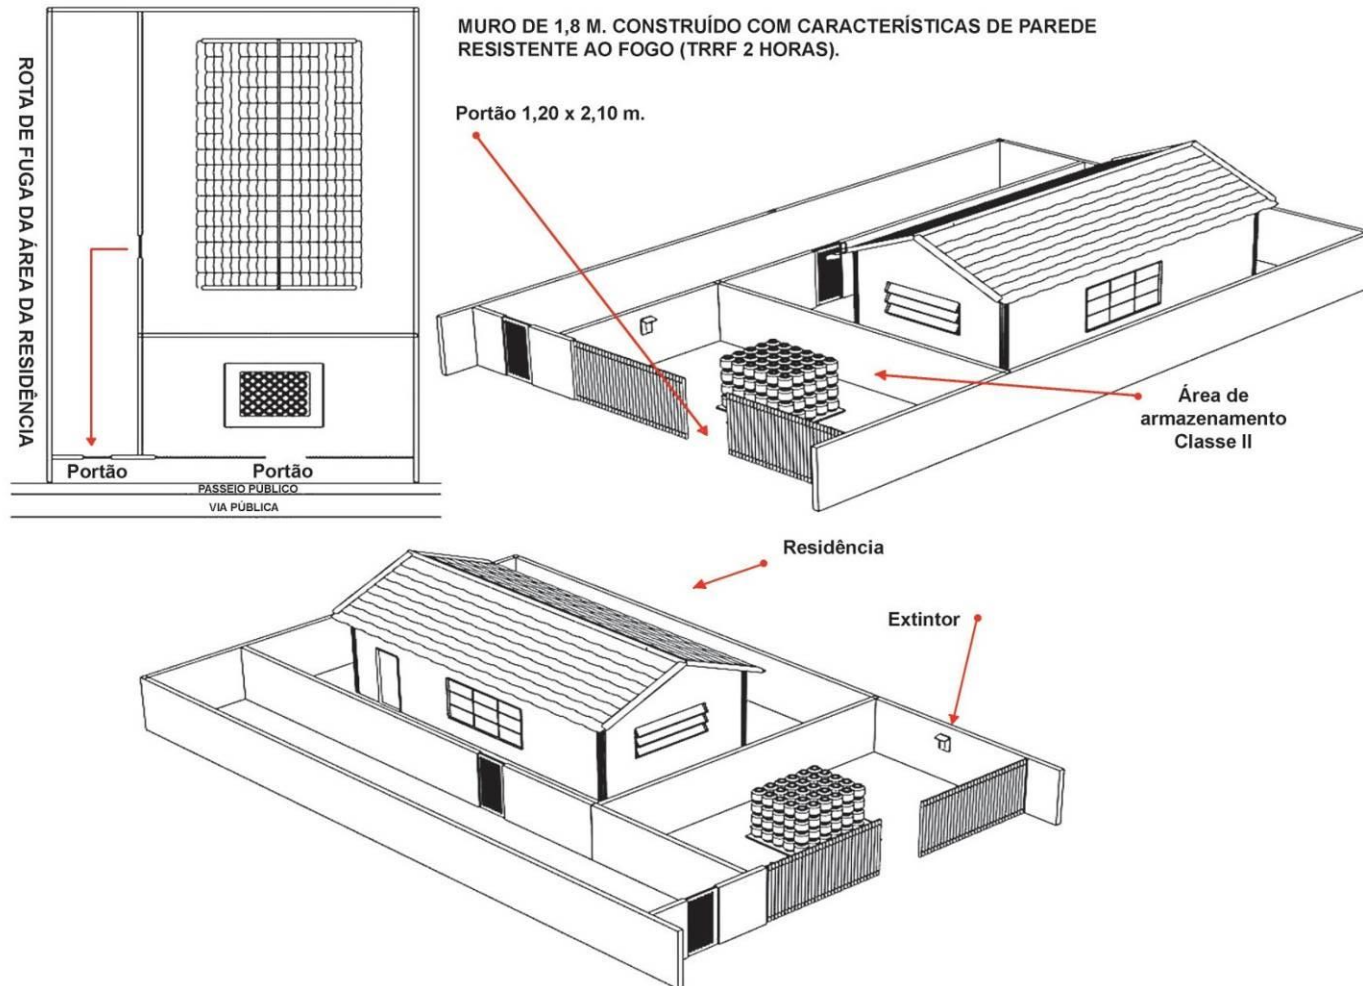 MURO DE 1,8 M. CONSTRUÍDO COM CARACTERÍSTICAS DE PAREDE
RESISTENTE AO FOGO (TRRF 2 HORAS).
ROTA DE FUGA DA ÁREA DA RESIDÊNCIA
Portão 1,20 x 2,10 m.
Área de
armazenamento
Classe II
Portão
Portão
PASSEIO PÚBLICO
VIA PÚBLICA
Residência
Extintor